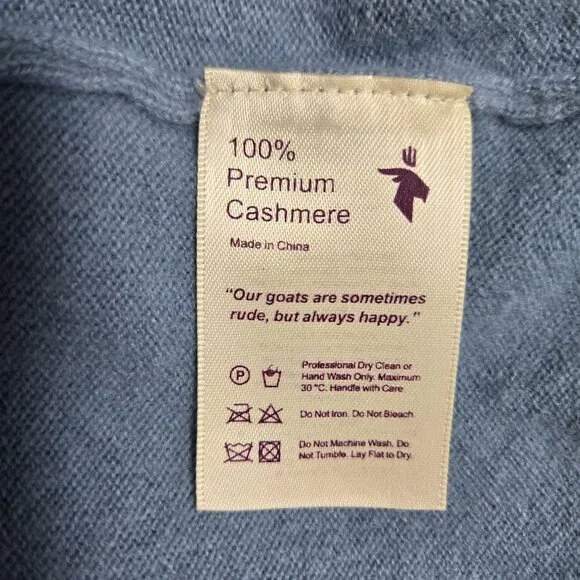 100%
Premium
Cashmere
Made in China
"Our goats are sometimes
rude, but always happy."
P
Professional Dry Clean or
Hand Wash Only. Maximum
30 °C. Handle with Care
Do Not Iron. Do Not Bleach.
Do Not Machine Wash. Do
Not Tumble. Lay Flat to Dry.